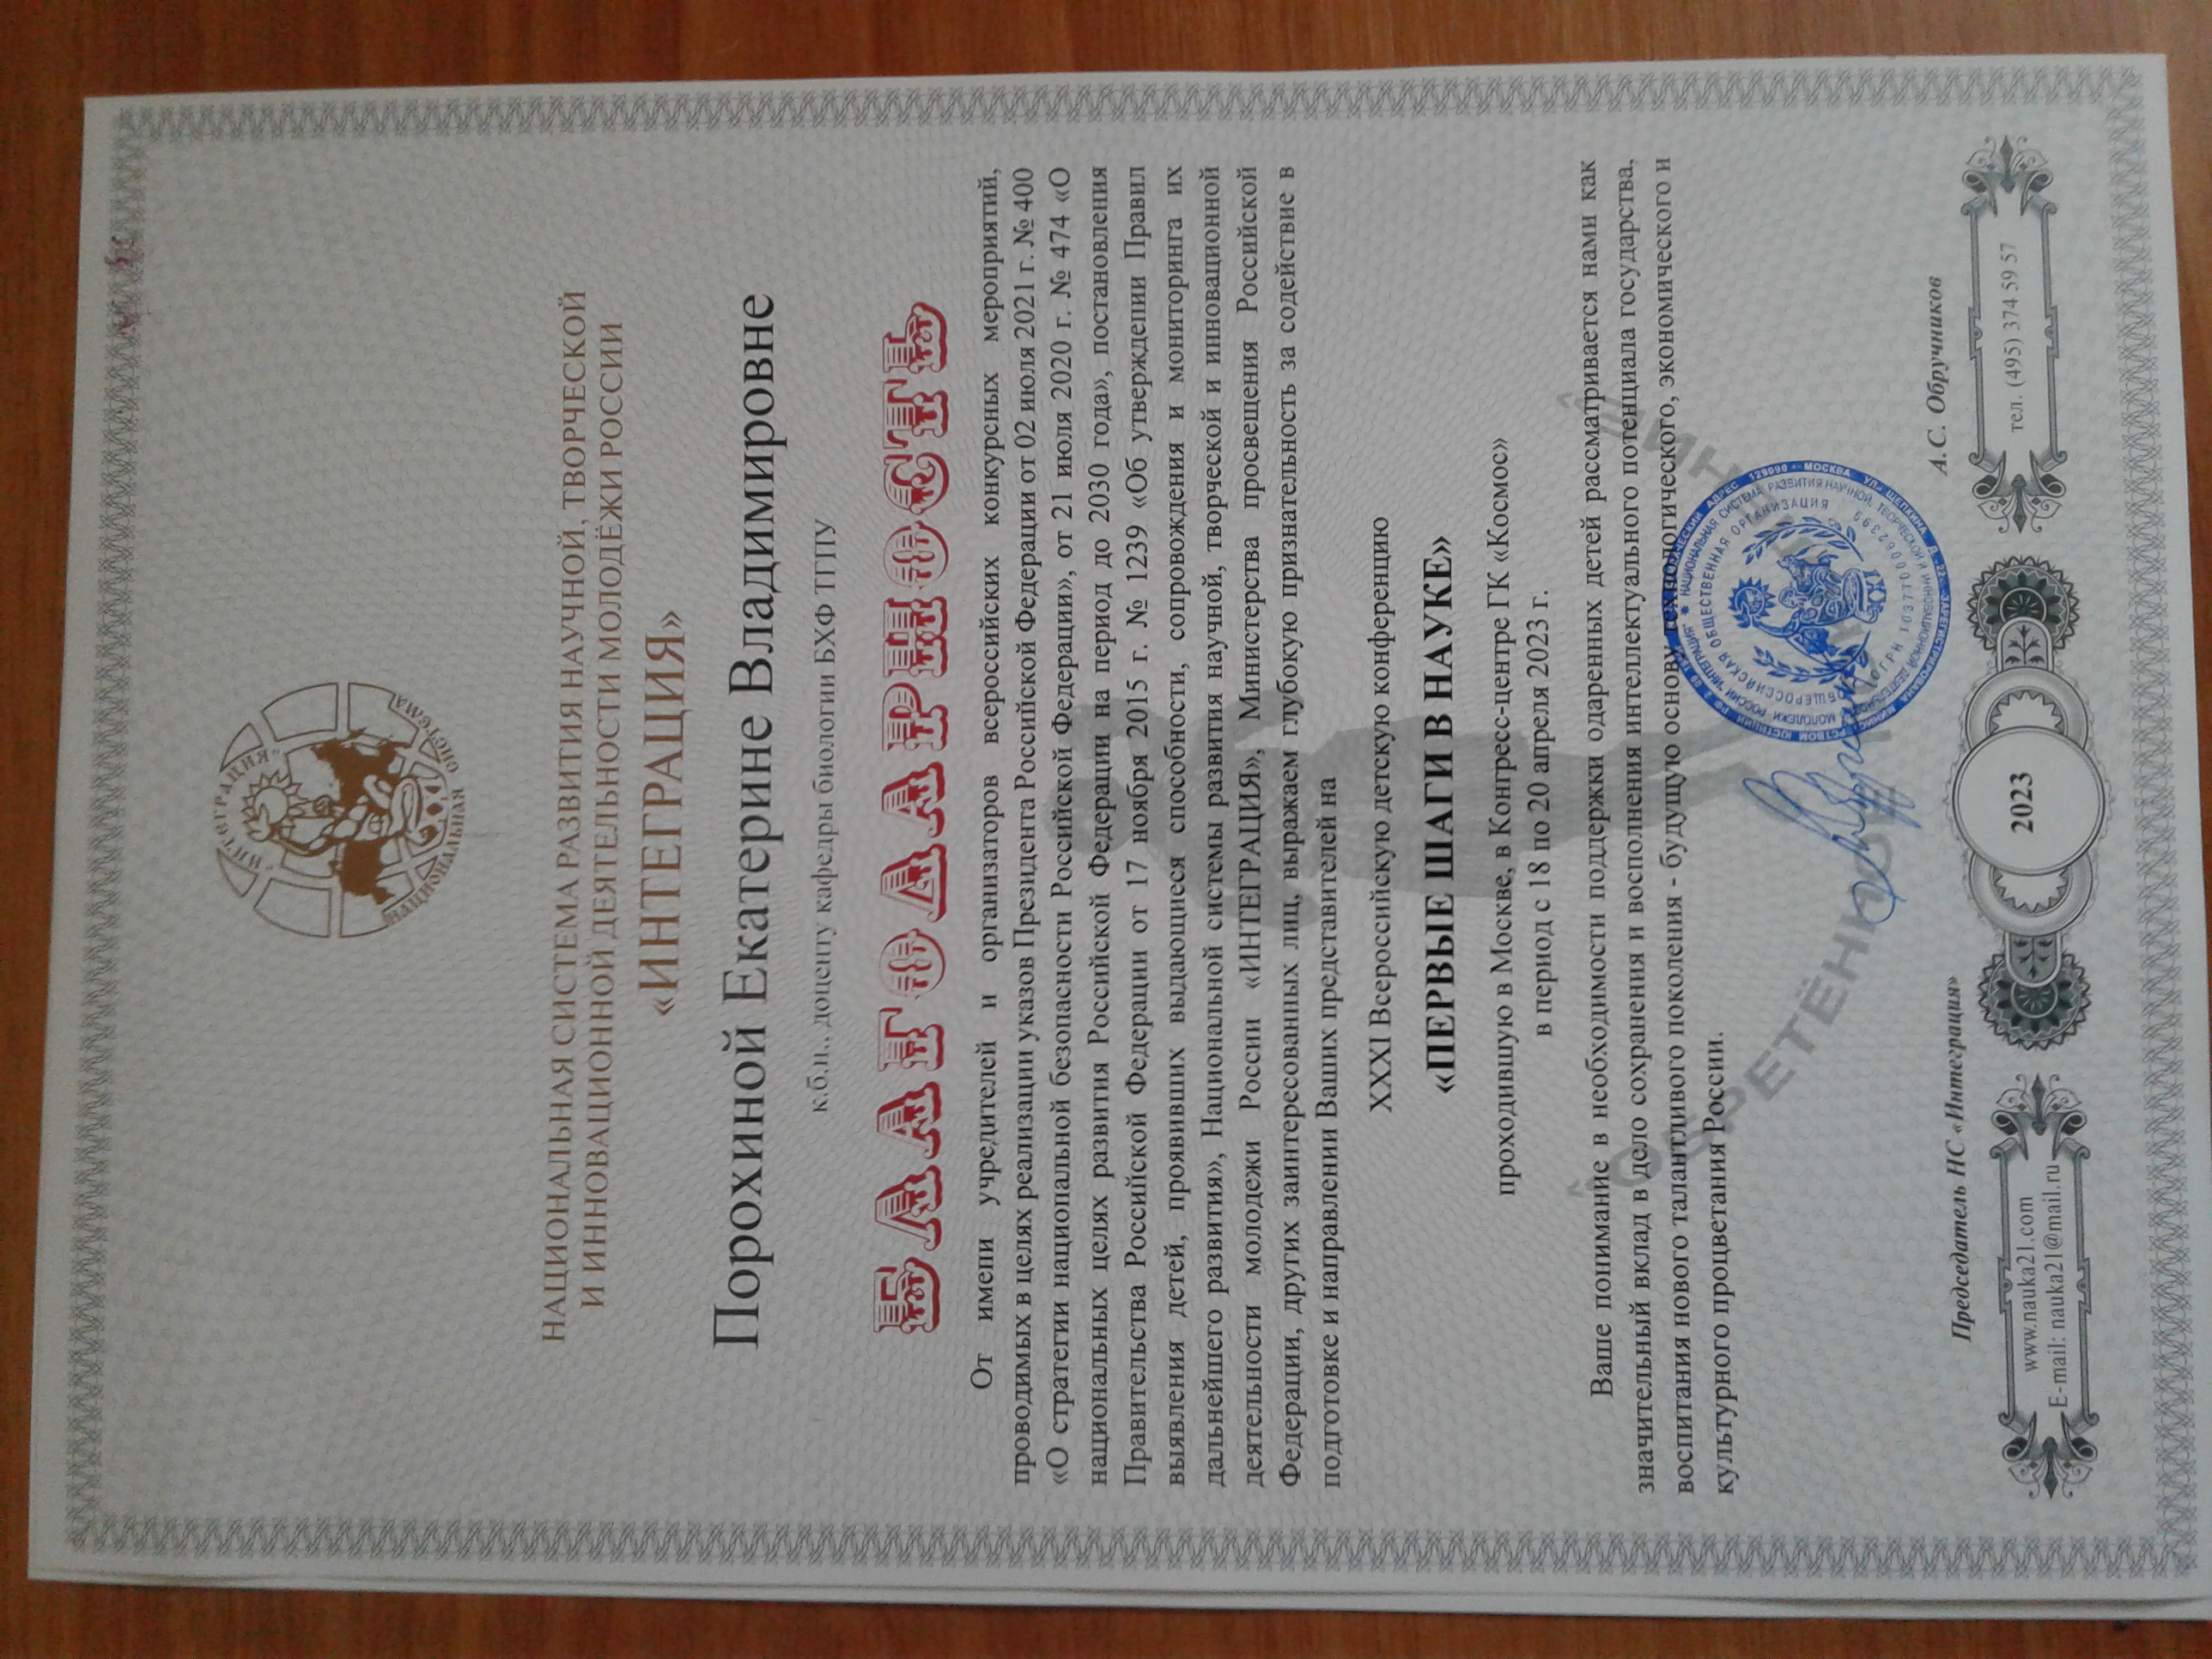 "ИНТЕГРАЦИЯ"
НАЦИОНАЛЬНАЯ СИСТЕМА
НАЦИОНАЛЬНАЯ СИСТЕМА РАЗВИТИЯ НАУЧНОЙ, ТВОРЧЕСКОЙ
И ИННОВАЦИОННОЙ ДЕЯТЕЛЬНОСТИ МОЛОДЁЖИ РОССИИ
«ИНТЕГРАЦИЯ»
Порохиной Екатерине Владимировне
к.б.н., доценту кафедры биологии БХФ ТГПУ
БЛАГОДАРНОСТЬ
От имени учредителей и организаторов всероссийских конкурсных мероприятий,
проводимых в целях реализации указов Президента Российской Федерации от 02 июля 2021 г. № 400
«О стратегии национальной безопасности Российской Федерации», от 21 июля 2020 г. № 474 «О
национальных целях развития Российской Федерации на период до 2030 года», постановления
Правительства Российской Федерации от 17 ноября 2015 г. № 1239 «Об утверждении Правил
выявления детей, проявивших выдающиеся способности, сопровождения и мониторинга их
дальнейшего развития», Национальной системы развития научной, творческой и инновационной
деятельности молодежи России «ИНТЕГРАЦИЯ», Министерства просвещения Российской
Федерации, других заинтересованных лиц, выражаем глубокую признательность за содействие в
подготовке и направлении Ваших представителей на
XXXI Всероссийскую детскую конференцию
«ПЕРВЫЕ ШАГИ В НАУКЕ»
проходившую в Москве, в Конгресс-центре ГК «Космос»
в период с 18 по 20 апреля 2023 г.
Ваше понимание в необходимости поддержки одаренных детей рассматривается нами как
значительный вклад в дело сохранения и восполнения интеллектуального потенциала государства,
воспитания нового талантливого поколения - будущую основу технологического, экономического и
культурного процветания России.
Председатель НС «Интеграция»
А.С. Обручников
www.nauka21.com
E-mail: nauka21@mail.ru
2023
тел. (495) 374 59 57